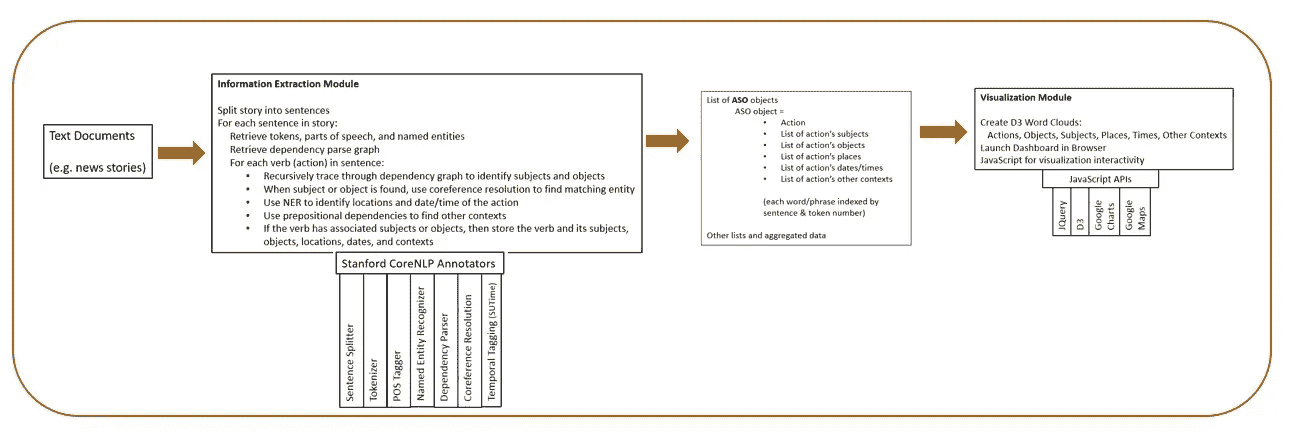 Text Documents
(e.g. news stories)
Information Extraction Module
Split story into sentences
For each sentence in story:
Retrieve tokens, parts of speech, and named entities
Retrieve dependency parse graph
For each verb (action) in sentence:
• Recursively trace through dependency graph to identify subjects and objects
• When subject or object is found, use coreference resolution to find matching entity
• Use NER to identify locations and date/time of the action
• Use prepositional dependencies to find other contexts
• If the verb has associated subjects or objects, then store the verb and its subjects,
objects, locations, dates, and contexts
Stanford CoreNLP Annotators
Sentence Splitter
Tokenizer
POS Tagger
Named Entity Recognizer
Dependency Parser
Coreference Resolution
Temporal Tagging (SUTime)
List of ASO objects
ASO object =
• Action
• List of action's subjects
• List of action's objects
• List of action's places
• List of action's dates/times
• List of action's other contexts
(each word/phrase indexed by
sentence & token number)
Other lists and aggregated data
Visualization Module
Create D3 Word Clouds:
Actions, Objects, Subjects, Places, Times, Other Contexts
Launch Dashboard in Browser
JavaScript for visualization interactivity
JavaScript APIs
JQuery
D3
Google
Charts
Google
Maps